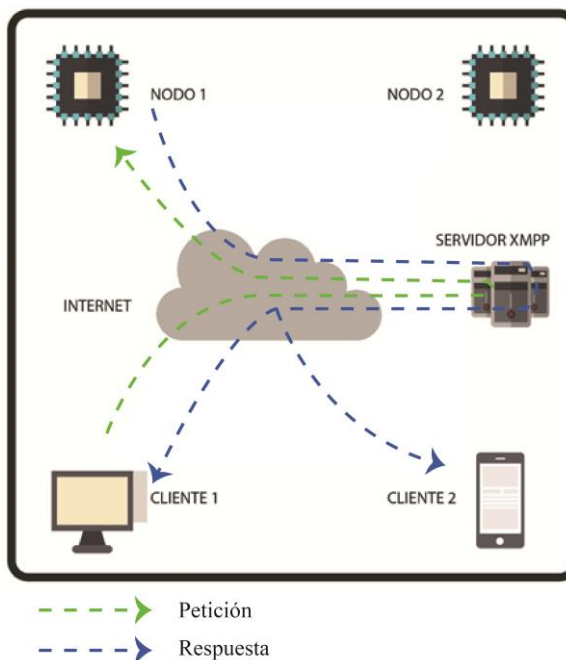 NODO 1
NODO 2
SERVIDOR XMPP
INTERNET
CLIENTE 1
CLIENTE 2
Petición
Respuesta